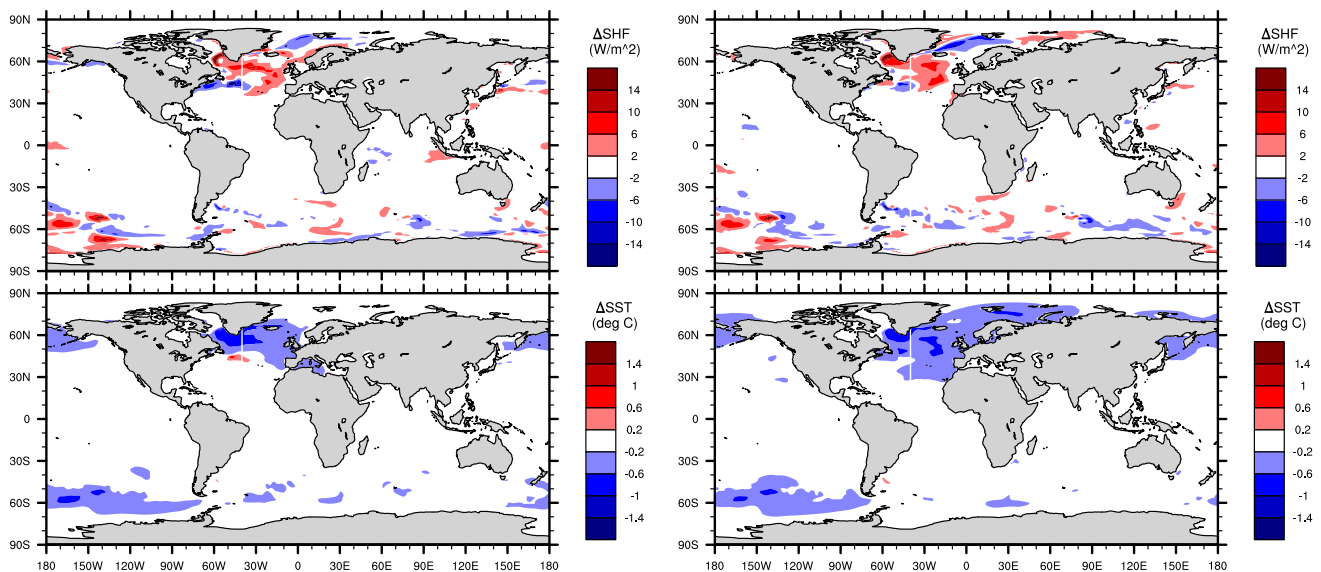 90N
60N
30N
0
30S
60S
90S
ΔSHF
(W/m^2)
14
10
6
2
-2
-6
-10
-14
90N
60N
30N
0
30S
60S
90S
ΔSHF
(W/m^2)
14
10
6
2
-2
-6
-10
-14
90N
60N
30N
0
30S
60S
90S
180 150W 120W 90W 60W 30W 0 30E 60E 90E 120E 150E 180
ΔSST
(deg C)
1.4
1
0.6
0.2
-0.2
-0.6
-1
-1.4
90N
60N
30N
0
30S
60S
90S
180 150W 120W 90W 60W 30W 0 30E 60E 90E 120E 150E 180
ΔSST
(deg C)
1.4
1
0.6
0.2
-0.2
-0.6
-1
-1.4